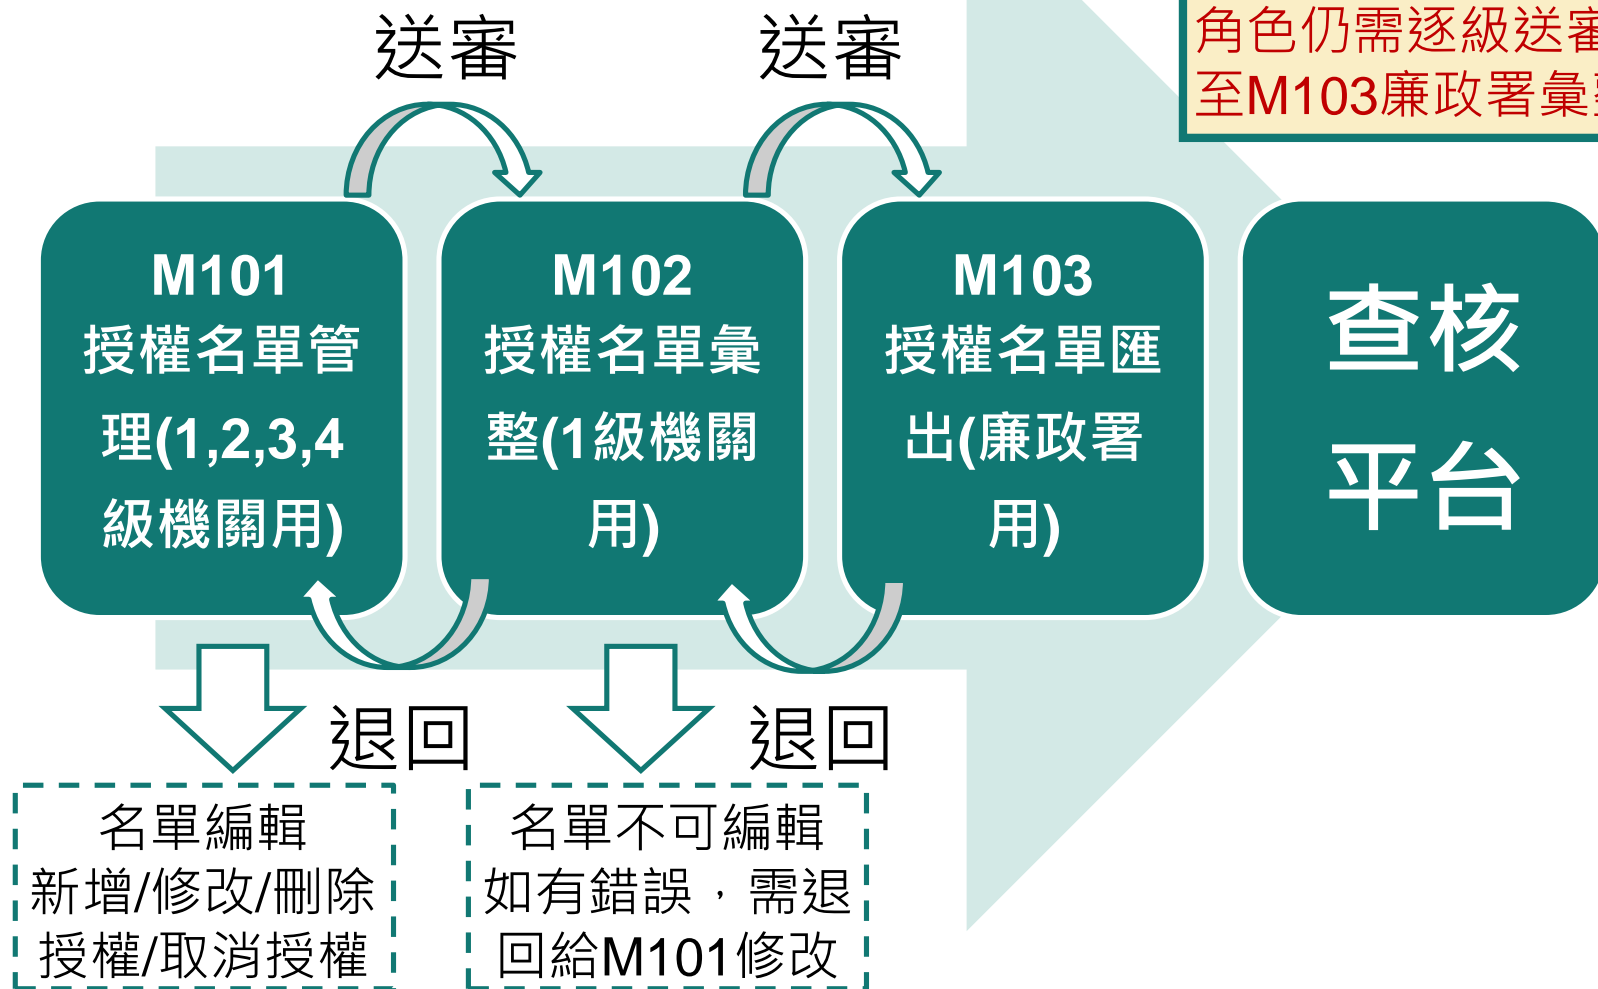 送審
送審
角色仍需逐級送審
至M103廉政署彙
M101
授權名單管
理(1,2,3,4
級機關用)
M102
授權名單彙
整(1級機關
用)
M103
授權名單匯
出(廉政署
用)
查核
平台
退回
退回
名單編輯
新增/修改/刪除
授權/取消授權
名單不可編輯
如有錯誤，需退
回給M101修改